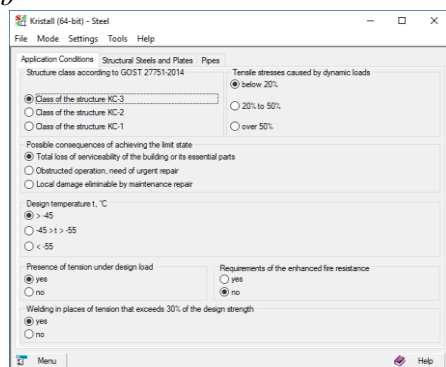 Kristall (64-bit) - Steel
File Mode Settings Tools Help
Application Conditions Structural Steels and Plates Pipes
Structure class according to GOST 27751-2014
Class of the structure KC-3
Class of the structure KC-2
Class of the structure KC-1
Tensile stresses caused by dynamic loads
below 20%
20% to 50%
over 50%
Possible consequences of achieving the limit state
Total loss of serviceability of the building or its essential parts
Obstructed operation, need of urgent repair
Local damage eliminable by maintenance repair
Design temperature t, °C
> -45
-45 > t > -55
< -55
Presence of tension under design load
yes
no
Requirements of the enhanced fire resistance
yes
no
Welding in places of tension that exceeds 30% of the design strength
yes
no
Menu Help